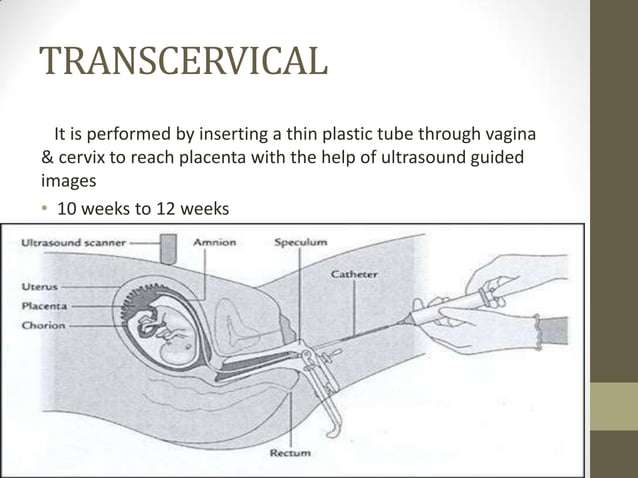 TRANSCERVICAL
It is performed by inserting a thin plastic tube through vagina
& cervix to reach placenta with the help of ultrasound guided
images
• 10 weeks to 12 weeks
Ultrasound scanner
Amnion
Speculum
Catheter
Uterus
Placenta
Chorion
Rectum